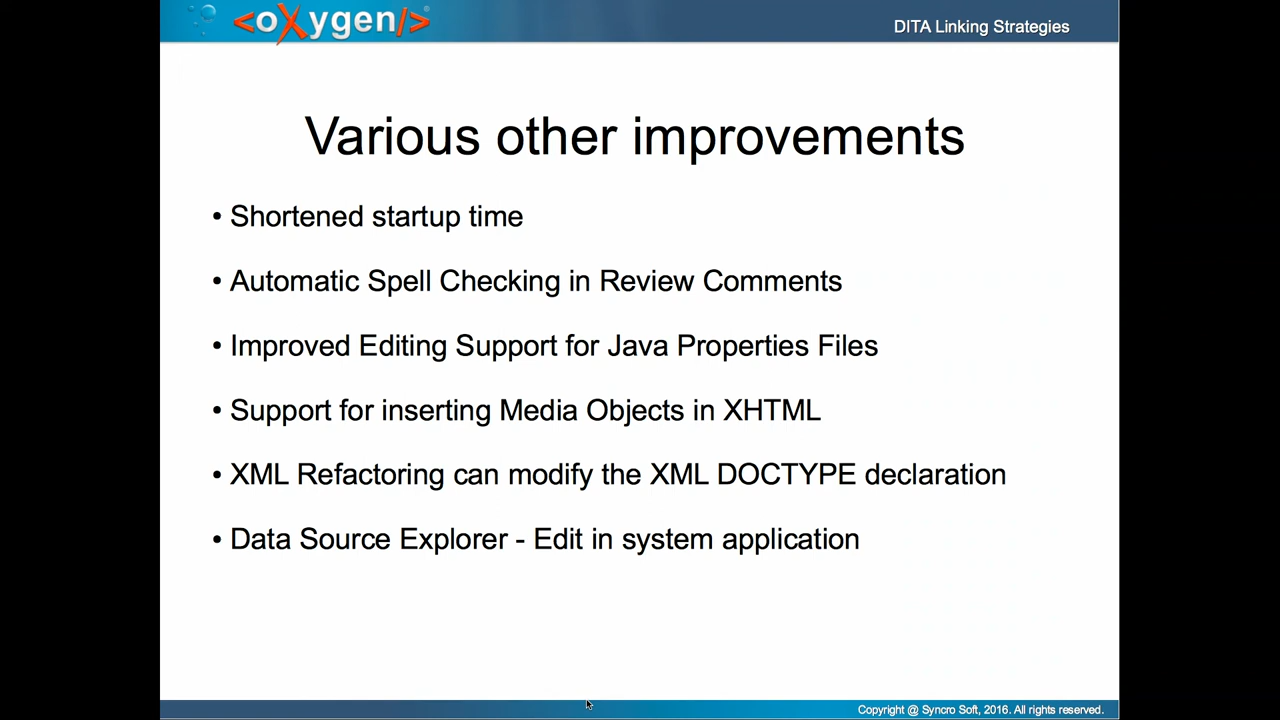 <oXygen/>®
DITA Linking Strategies
Various other improvements
• Shortened startup time
• Automatic Spell Checking in Review Comments
• Improved Editing Support for Java Properties Files
• Support for inserting Media Objects in XHTML
• XML Refactoring can modify the XML DOCTYPE declaration
• Data Source Explorer - Edit in system application
Copyright @ Syncro Soft, 2016. All rights reserved.